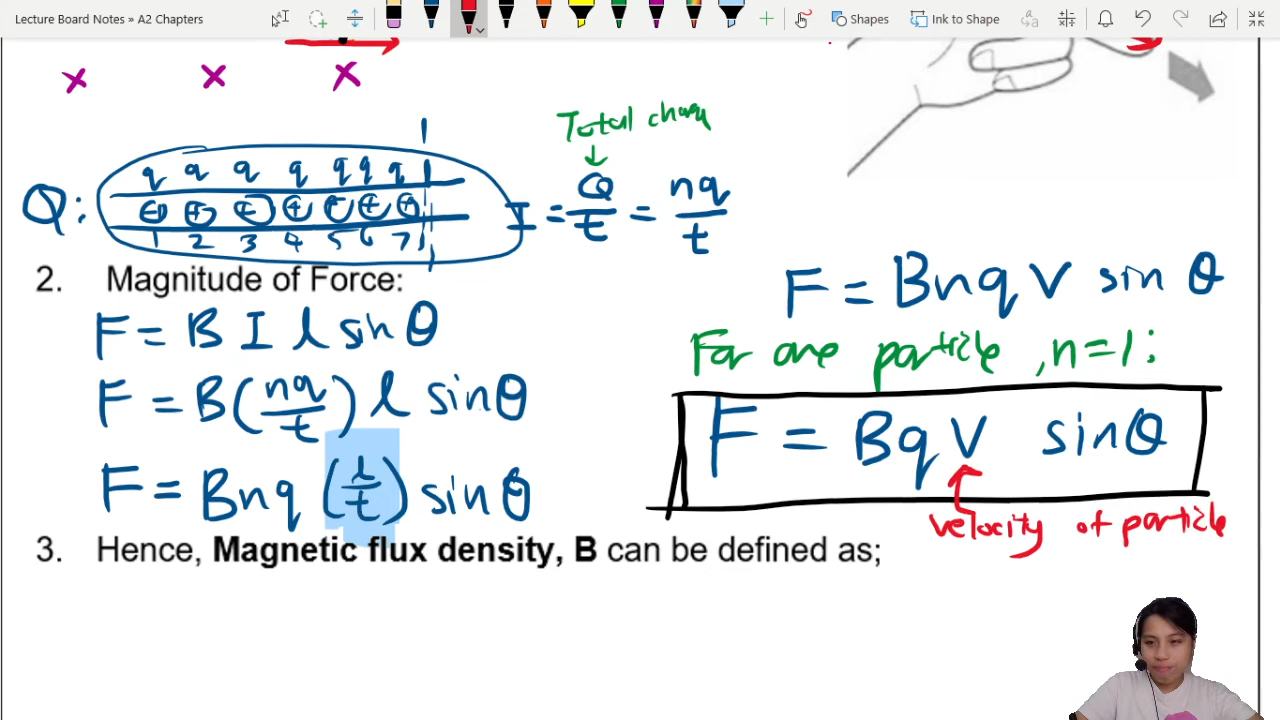 Lecture Board Notes » A2 Chapters
Shapes
Ink to Shape
x x x
Total
q q q q q q q
Q:
+ + + + + + +
1 2 3 4 5 6 7
I = Q/t = nq/t
2. Magnitude of Force:
F = B I l sin θ
F = B (nq/t) l sin θ
F = Bnq (l/t) sin θ
F = Bnq v sin θ
For one particle, n=1:
F = Bqv sin θ
velocity of particle
3. Hence, Magnetic flux density, B can be defined as;